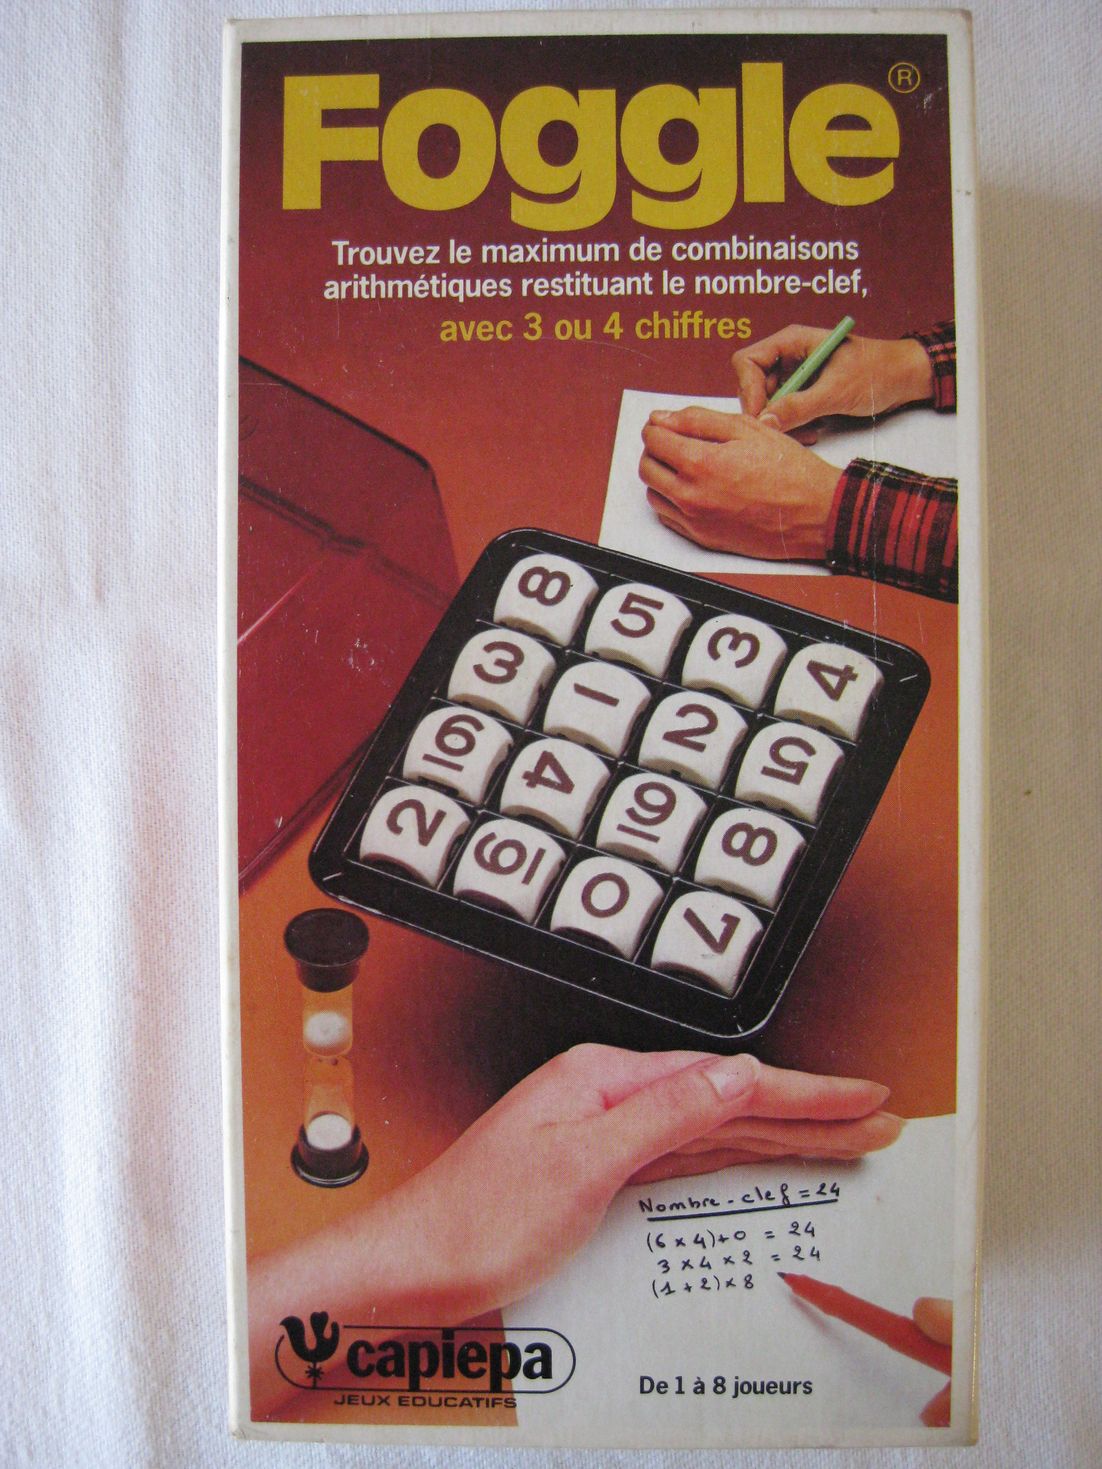 Foggle®
Trouvez le maximum de combinaisons
arithmétiques restituant le nombre-clef,
avec 3 ou 4 chiffres
8 5 3 4
3 1 2 5
6 4 9 8
2 6 0 7
Nombre-clef = 24
(6 x 4)+0 = 24
3 x 4 x 2 = 24
(1 + 2) x 8
capiepa
JEUX EDUCATIFS
De 1 à 8 joueurs